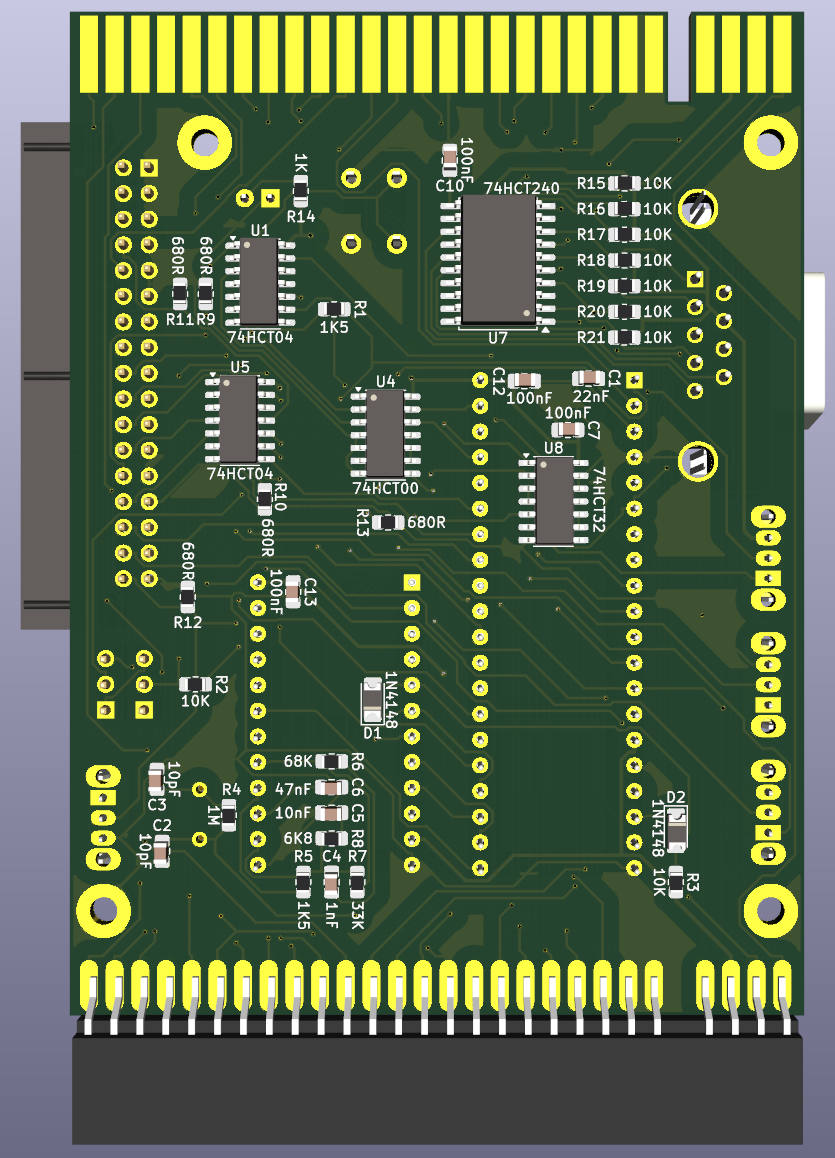 100nF
C10
1K
R14
74HCT240
R15 10K
R16 10K
R17 10K
R18 10K
R19 10K
R20 10K
R21 10K
U1
680R
680R
R11
R9
74HCT04
R1
1K5
U7
U5
74HCT04
U4
74HCT00
C12
100nF
C1
22nF
100nF
C7
U8
74HCT32
R10
680R
R13
680R
680R
R12
100nF
C13
R2
10K
1N4148
D1
10pF
C3
R4
1M
C2
10pF
68K R6
47nF C6
10nF C5
6K8 R8
R5 C4 R7
1K5
1nF
33K
D2
1N4148
10K
R3